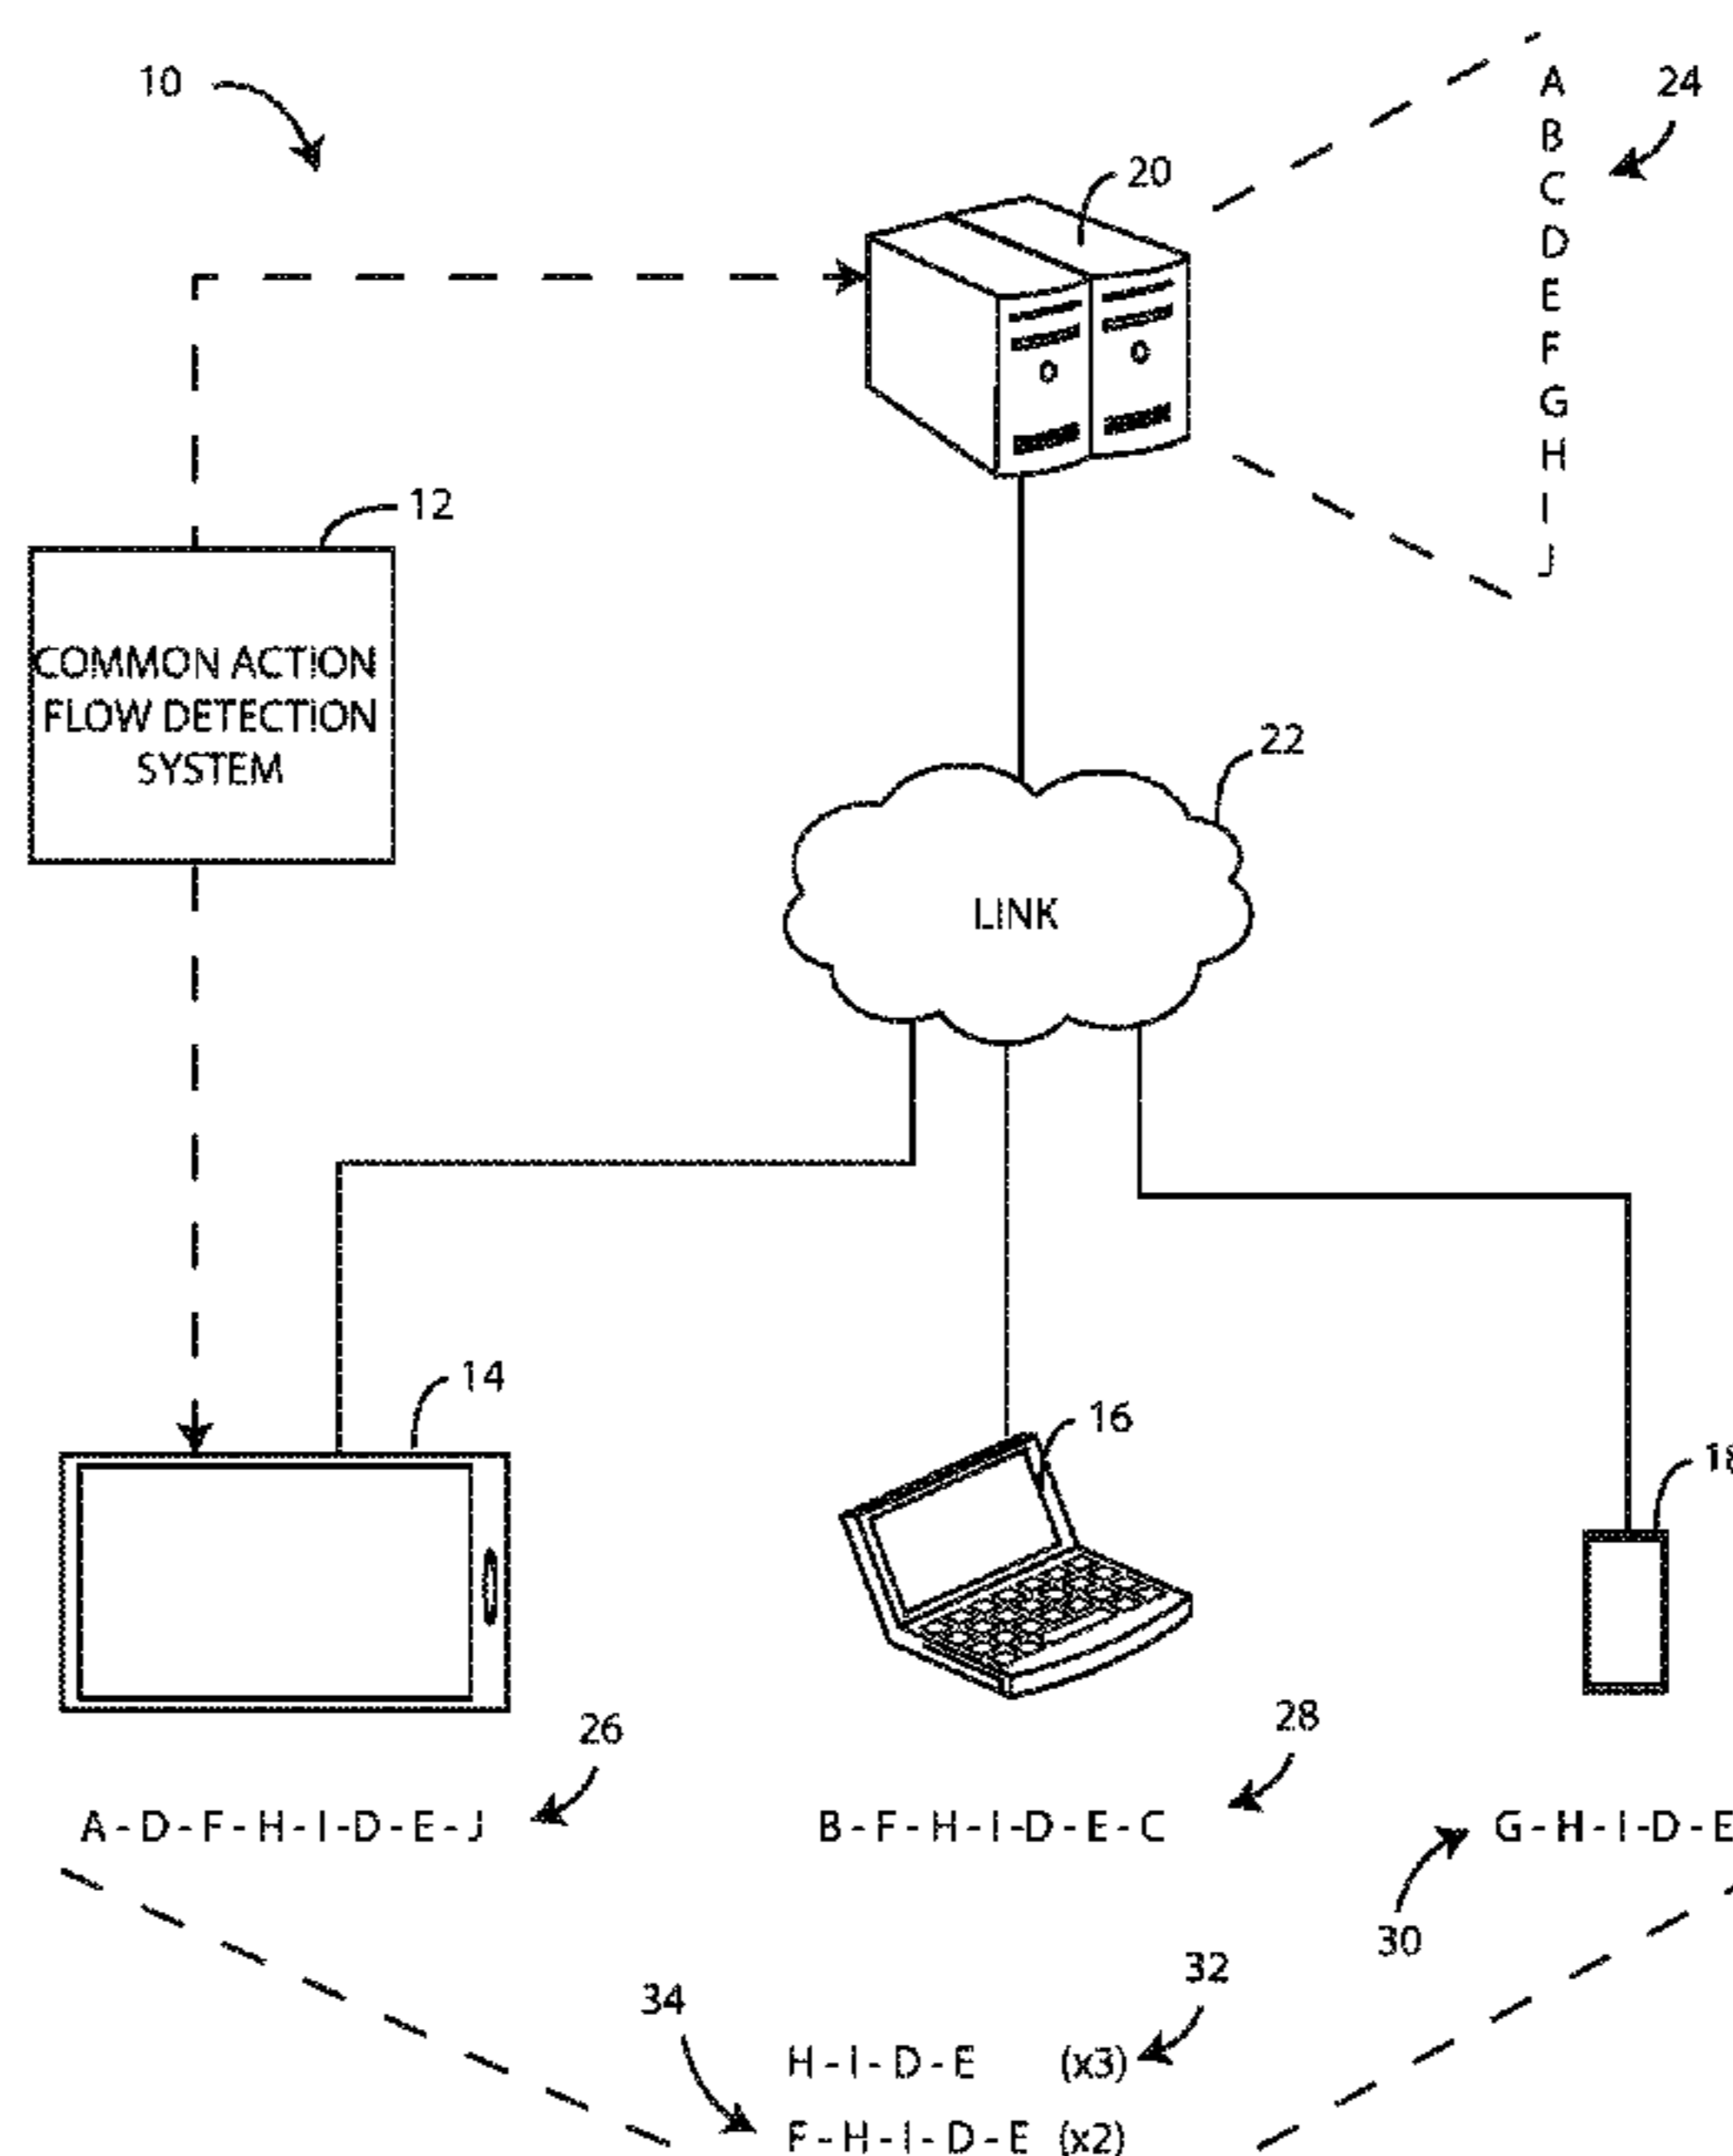 10
A
24
B
20
C
D
E
F
G
H
I
J
12
COMMON ACTION
FLOW DETECTION
SYSTEM
22
LINK
14
16
18
26
28
A - D - F - H - I - D - E - J
B - F - H - I - D - E - C
G - H - I - D - E
30
32
34
H - I - D - E (x3)
F - H - I - D - E (x2)